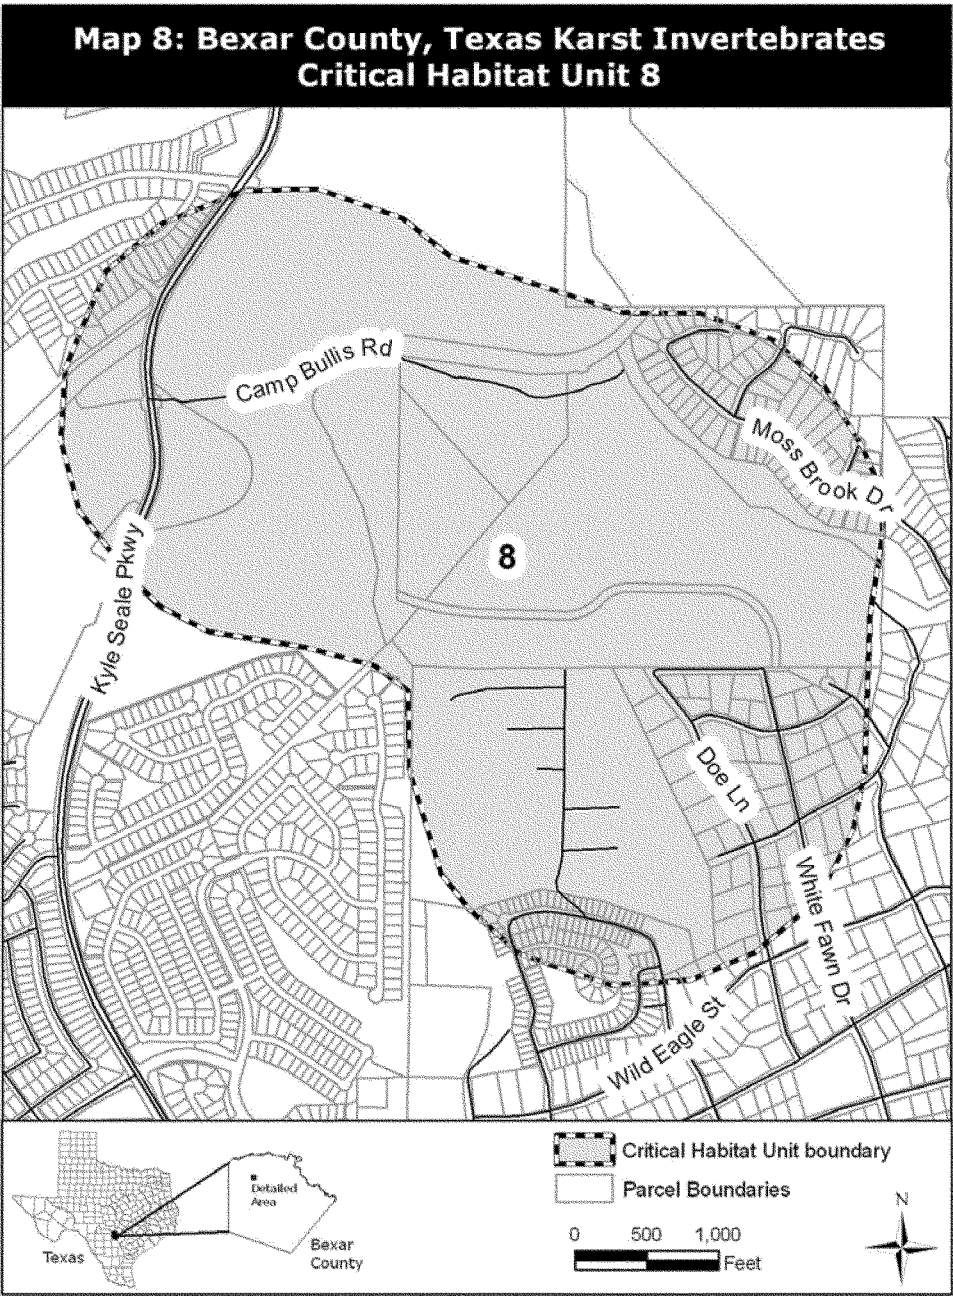 Map 8: Bexar County, Texas Karst Invertebrates
Critical Habitat Unit 8
Camp Bullis Rd
Moss Brook Dr
8
Kyle Seale Pkwy
Doe Ln
White Fawn Dr
Wild Eagle St
Critical Habitat Unit boundary
Parcel Boundaries
Detailed
Area
Texas
Bexar
County
0 500 1,000
Feet
N